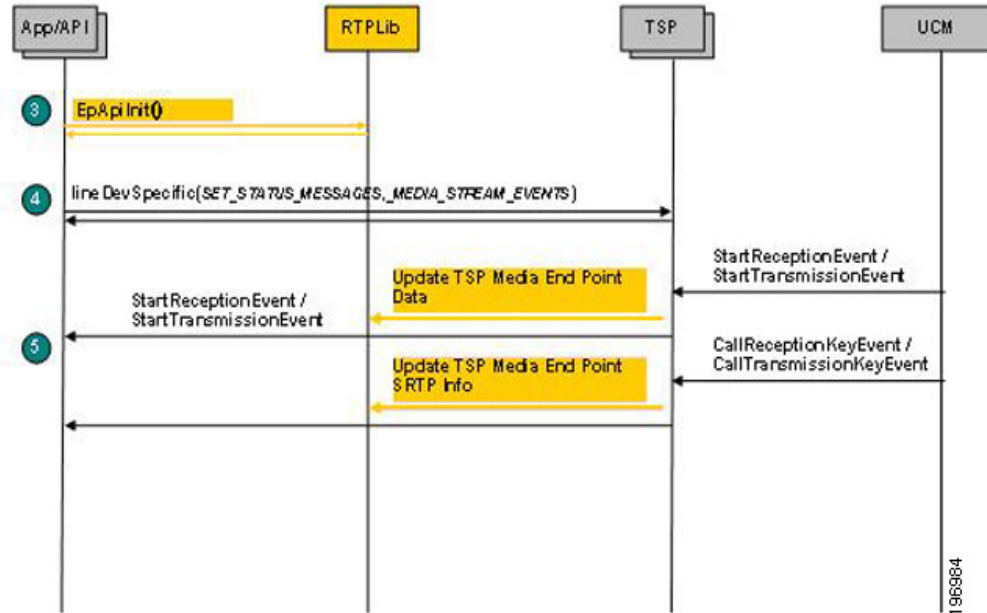 App/API
RTPLib
TSP
UCM
3
EpApiInit()
4
lineDevSpecific(SET_STATUS_MESSAGES,_MEDIA_STREAM_EVENTS)
StartReceptionEvent /
StartTransmissionEvent
Update TSP Media End Point
Data
StartReceptionEvent /
StartTransmissionEvent
5
CallReceptionKeyEvent /
CallTransmissionKeyEvent
Update TSP Media End Point
SRTP Info
196984